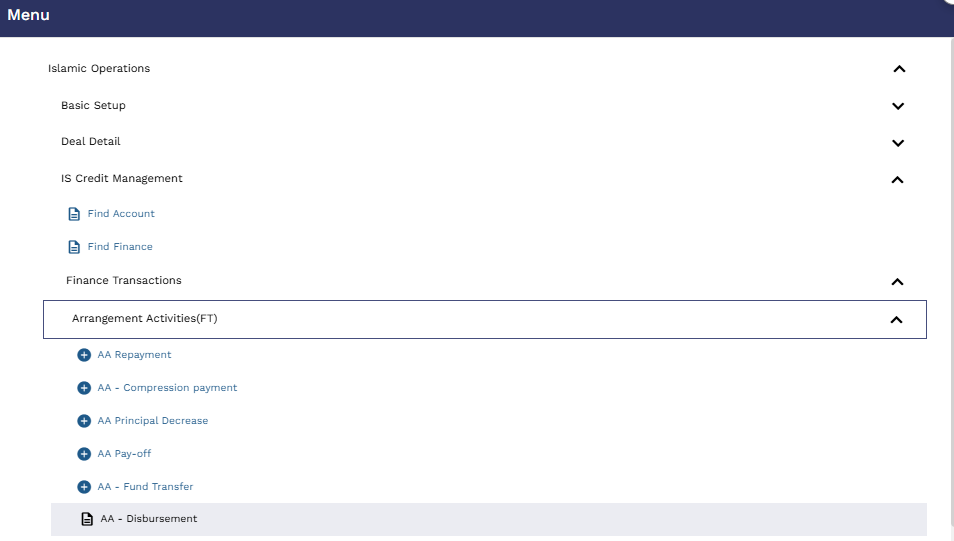 Menu
Islamic Operations
Basic Setup
Deal Detail
IS Credit Management
Find Account
Find Finance
Finance Transactions
Arrangement Activities(FT)
AA Repayment
AA - Compression payment
AA Principal Decrease
AA Pay-off
AA - Fund Transfer
AA - Disbursement